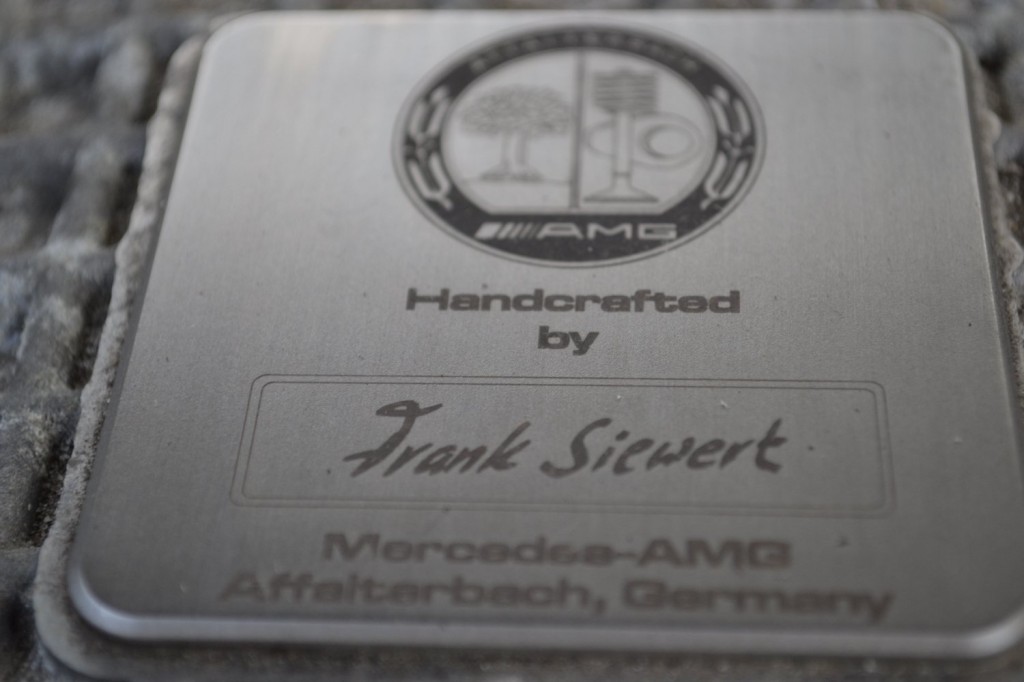 AMG
Handcrafted
by
Frank Siewert
Mercedes-AMG
Affalterbach, Germany